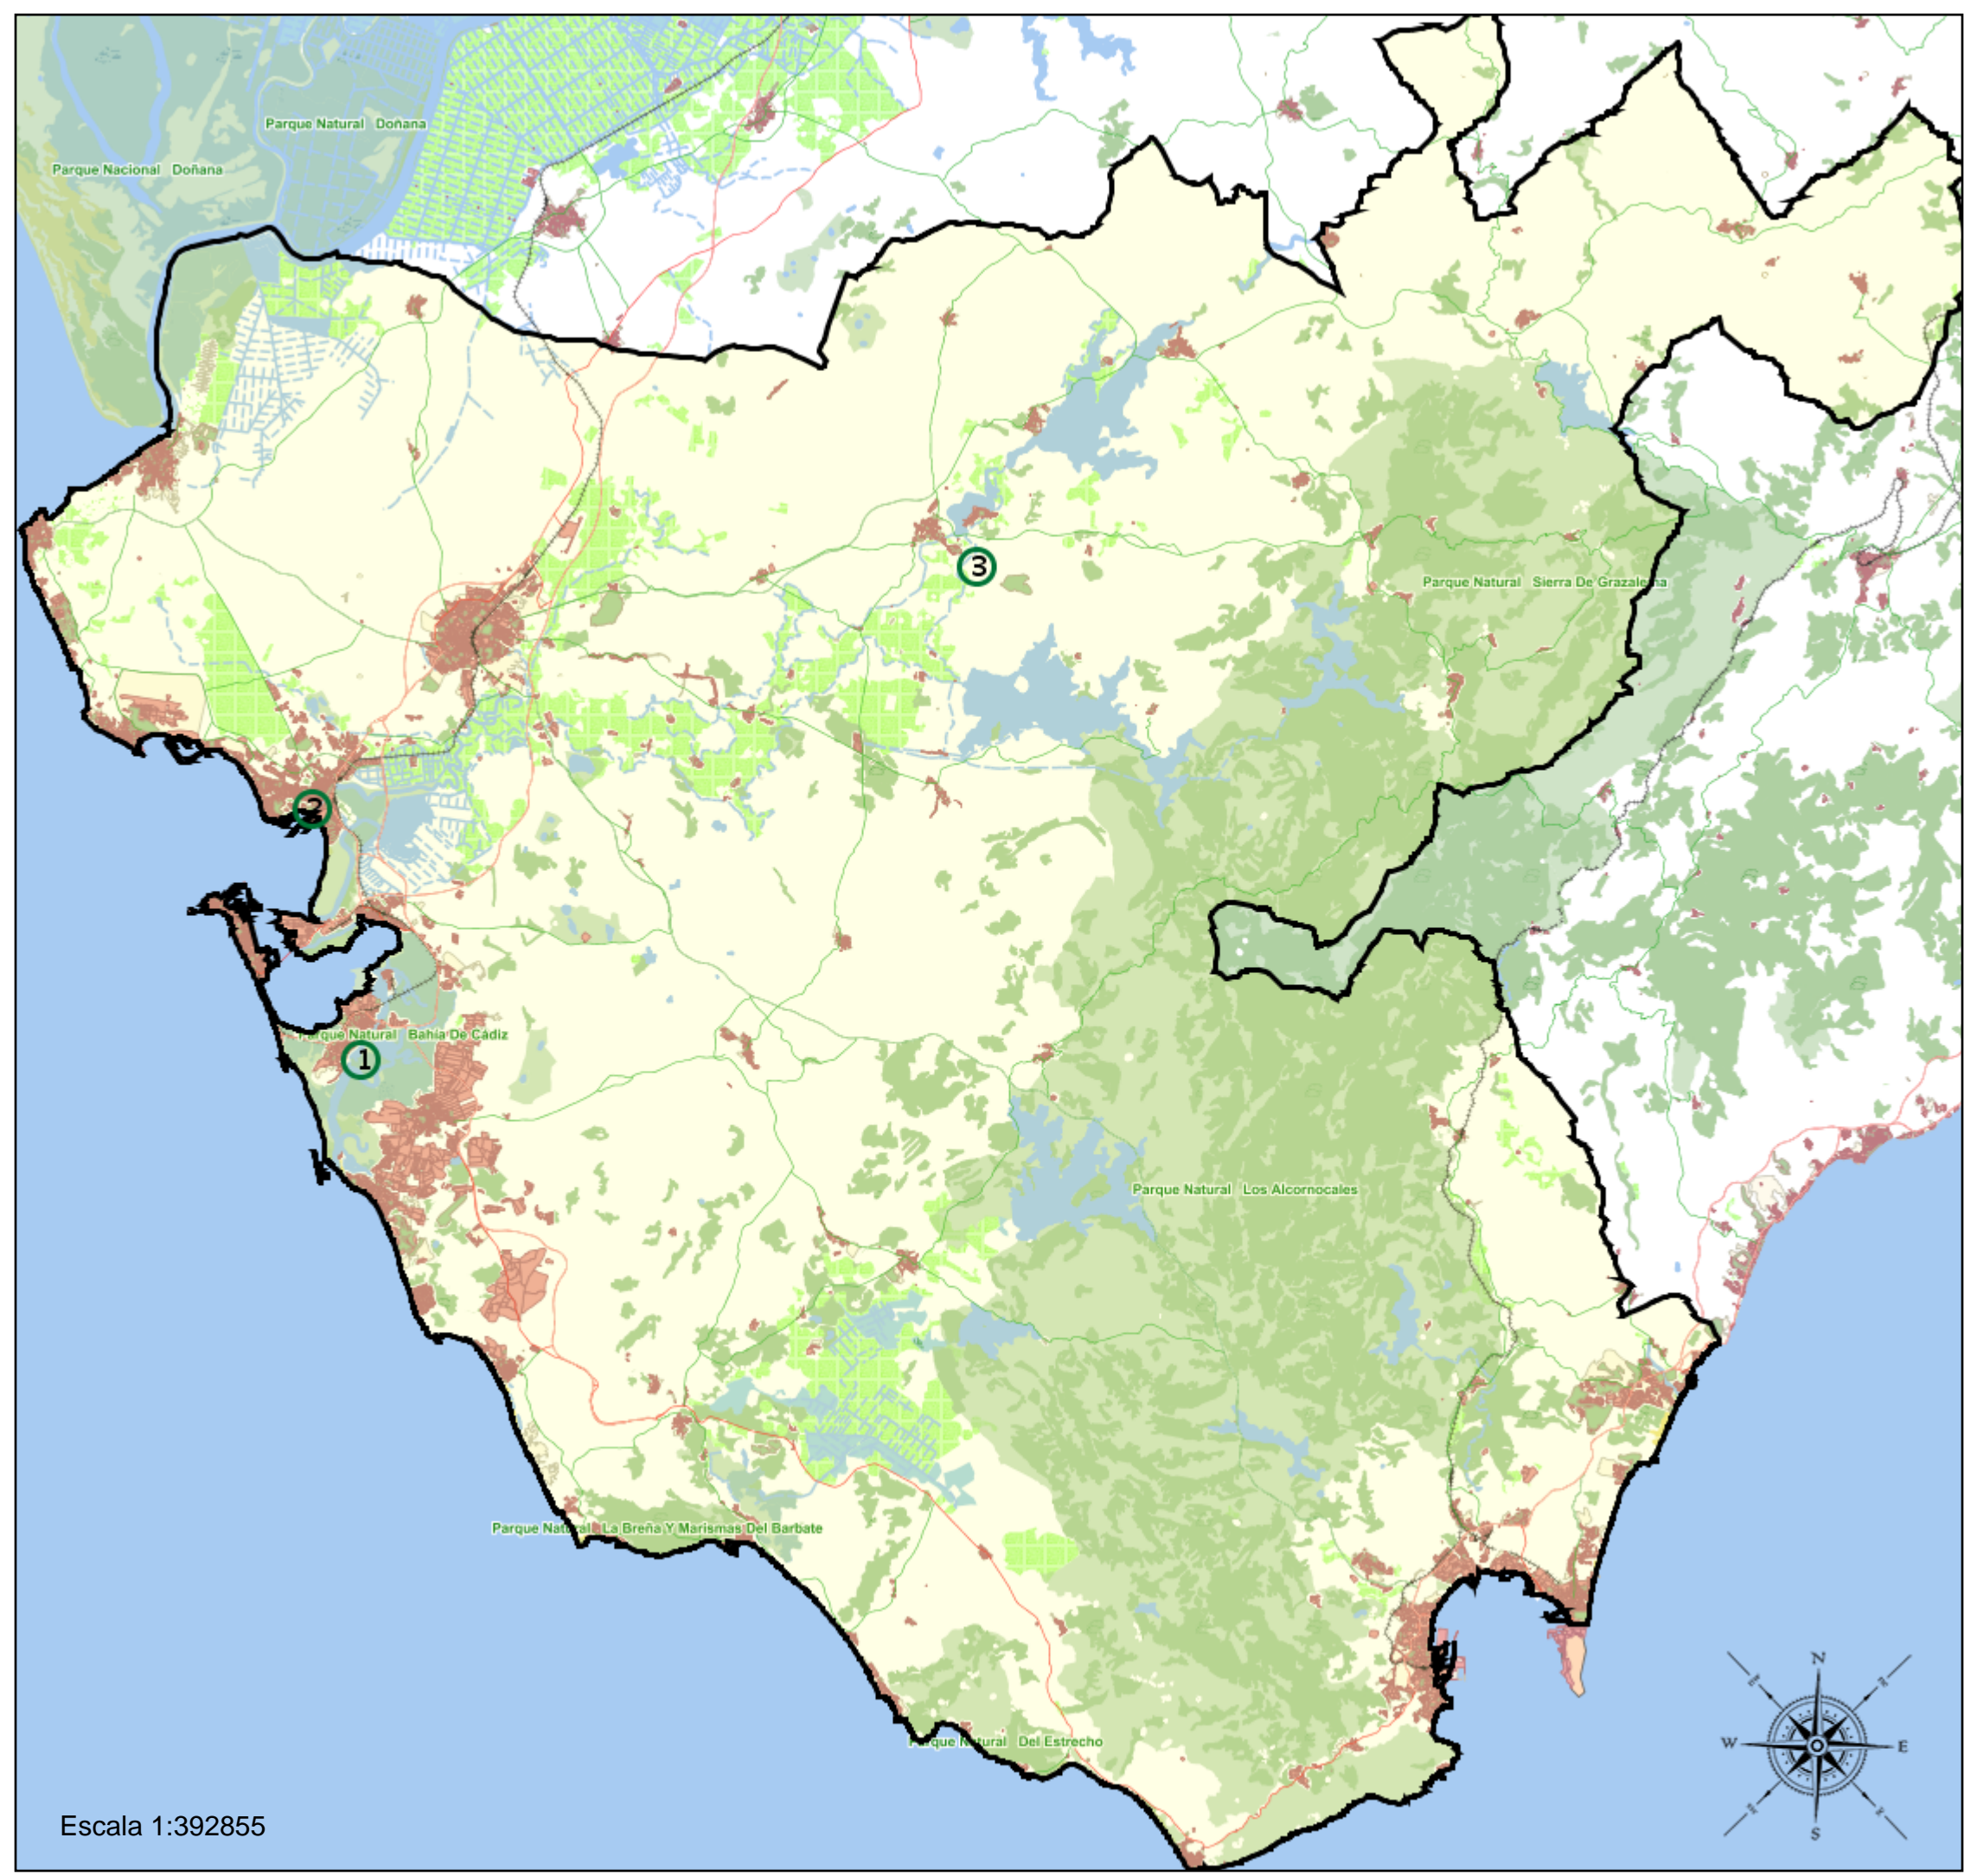 Parque Natural Doñana
Parque Nacional Doñana
3
Parque Natural Sierra De Grazalema
2
Parque Natural Bahía De Cádiz
1
Parque Natural Los Alcornocales
Parque Natural La Breña Y Marismas Del Barbate
Parque Natural Del Estrecho
N
W
E
S
Escala 1:392855